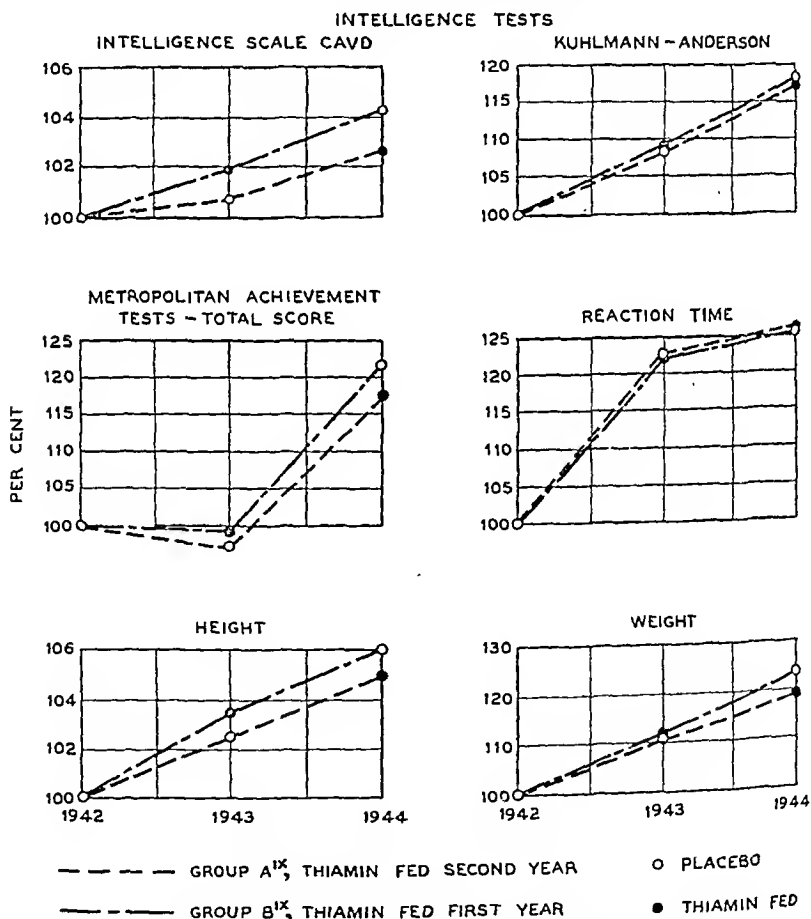 INTELLIGENCE TESTS
INTELLIGENCE SCALE CAVD
106
104
102
100
KUHLMANN-ANDERSON
120
115
110
105
100
METROPOLITAN ACHIEVEMENT
TESTS - TOTAL SCORE
125
120
115
110
105
100
PER CENT
REACTION TIME
125
120
115
110
105
100
HEIGHT
106
104
102
100
1942
1943
1944
WEIGHT
130
120
110
100
1942
1943
1944
GROUP A^IX, THIAMIN FED SECOND YEAR
○ PLACEBO
GROUP B^IX, THIAMIN FED FIRST YEAR
● THIAMIN FED